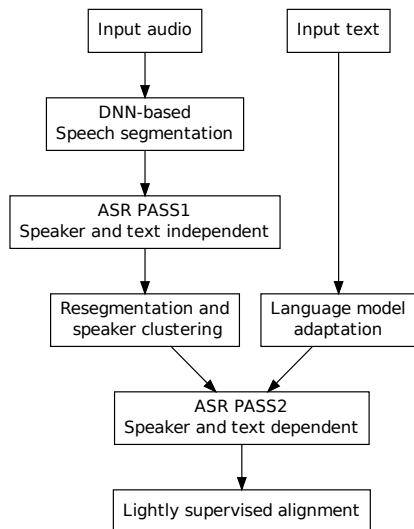 Input audio
Input text
DNN-based
Speech segmentation
ASR PASS1
Speaker and text independent
Resegmentation and
speaker clustering
Language model
adaptation
ASR PASS2
Speaker and text dependent
Lightly supervised alignment